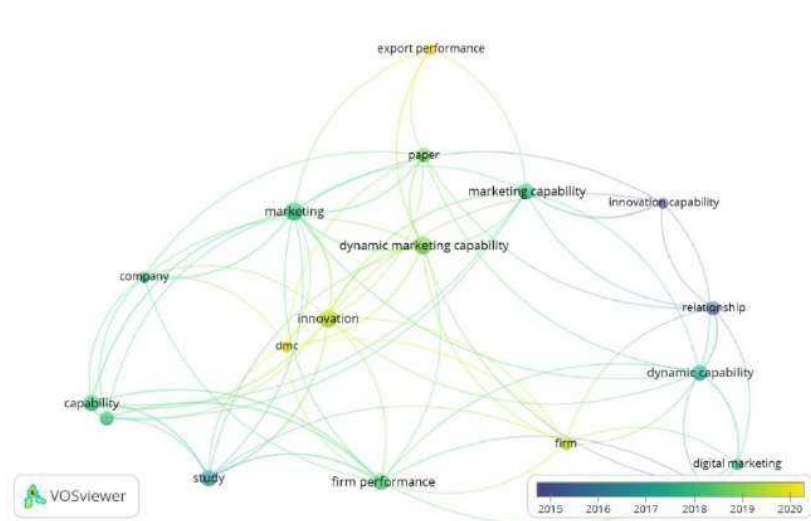 export performance
paper
marketing capability
innovation capability
marketing
dynamic marketing capability
company
relationship
innovation
dmc
dynamic capability
capability
firm
digital marketing
study
firm performance
VOSviewer
2015 2016 2017 2018 2019 2020